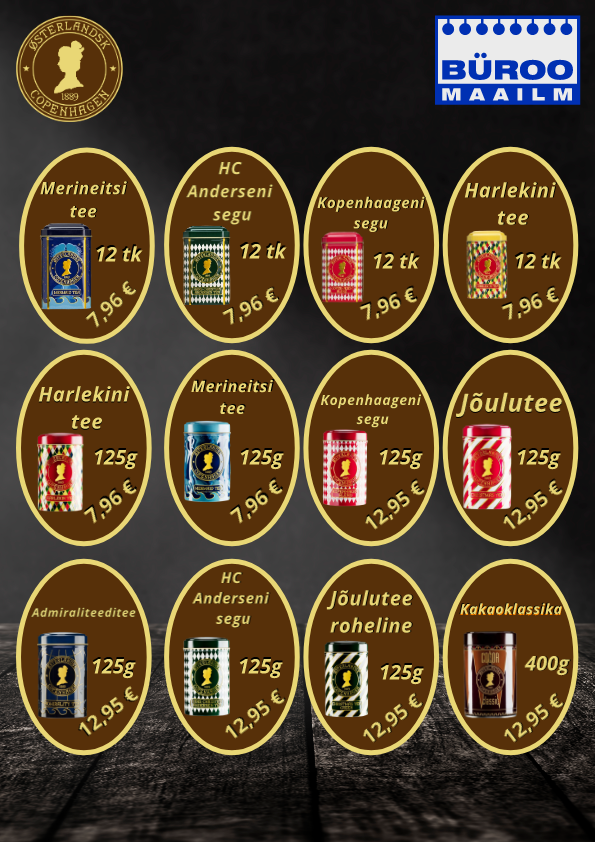 ØSTERLANDSK
1889
COPENHAGEN
BÜROO
MAAILM
Merineitsi
tee
12 tk
7,96 €
HC
Anderseni
segu
12 tk
7,96 €
Kopenhaageni
segu
12 tk
7,96 €
Harlekini
tee
12 tk
7,96 €
Harlekini
tee
125g
7,96 €
Merineitsi
tee
125g
7,96 €
Kopenhaageni
segu
125g
12,95 €
Jõulutee
125g
12,95 €
Admiraliteeditee
125g
12,95 €
HC
Anderseni
segu
125g
12,95 €
Jõulutee
roheline
125g
12,95 €
Kakaoklassika
400g
12,95 €